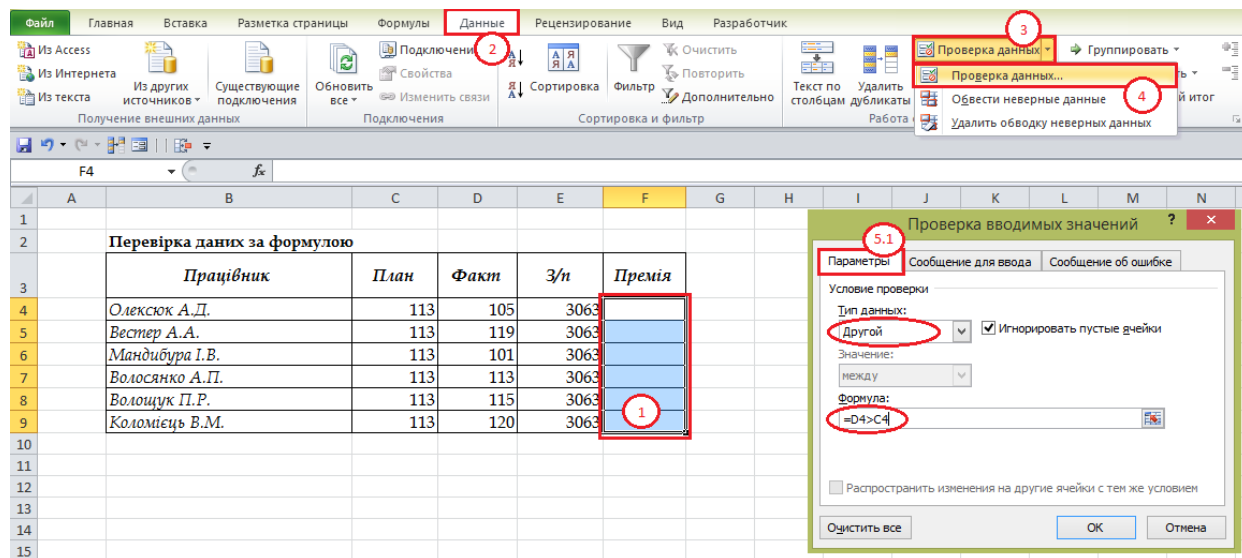 Файл Главная Вставка Разметка страницы Формулы Данные Рецензирование Вид Разработчик
3
Из Access
Из Интернета
Из текста
Из других источников
Существующие подключения
Получение внешних данных
Обновить все
Подключения
2
Свойства
Изменить связи
Подключения
Сортировка
Фильтр
Очистить
Повторить
Дополнительно
Сортировка и фильтр
Текст по столбцам
Удалить дубликаты
Работа
Проверка данных
Проверка данных...
4
Обвести неверные данные
Удалить обводку неверных данных
Группировать
й итог
F4 fx
A B C D E F G H I J K L M N
1
2 Перевірка даних за формулою
3 Працівник План Факт З/п Премія
4 Олексюк А.Д. 113 105 3063
5 Вестер А.А. 113 119 3063
6 Мандибура І.В. 113 101 3063
7 Волосянко А.П. 113 113 3063
8 Волощук П.Р. 113 115 3063
9 Коломієць В.М. 113 120 3063
1
10
11
12
13
14
15
Проверка вводимых значений ? ×
5.1
Параметры Сообщение для ввода Сообщение об ошибке
Условие проверки
Тип данных:
Другой Игнорировать пустые ячейки
Значение:
между
Формула:
=D4>C4
Распространить изменения на другие ячейки с тем же условием
Очистить все ОК Отмена